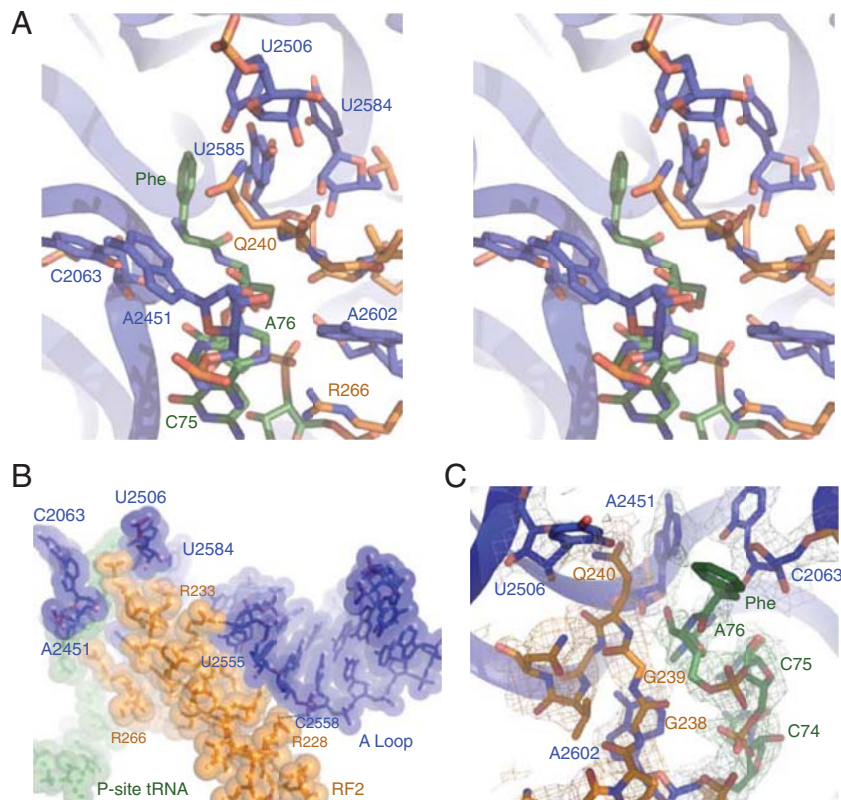 A
U2506
U2584
U2585
Phe
Q240
C2063
A2451
A76
A2602
R266
C75
B
U2506
C2063
U2584
R233
A2451
U2555
C2558
R266
R228
A Loop
P-site tRNA
RF2
C
A2451
Q240
U2506
C2063
Phe
A76
C75
G239
G238
C74
A2602